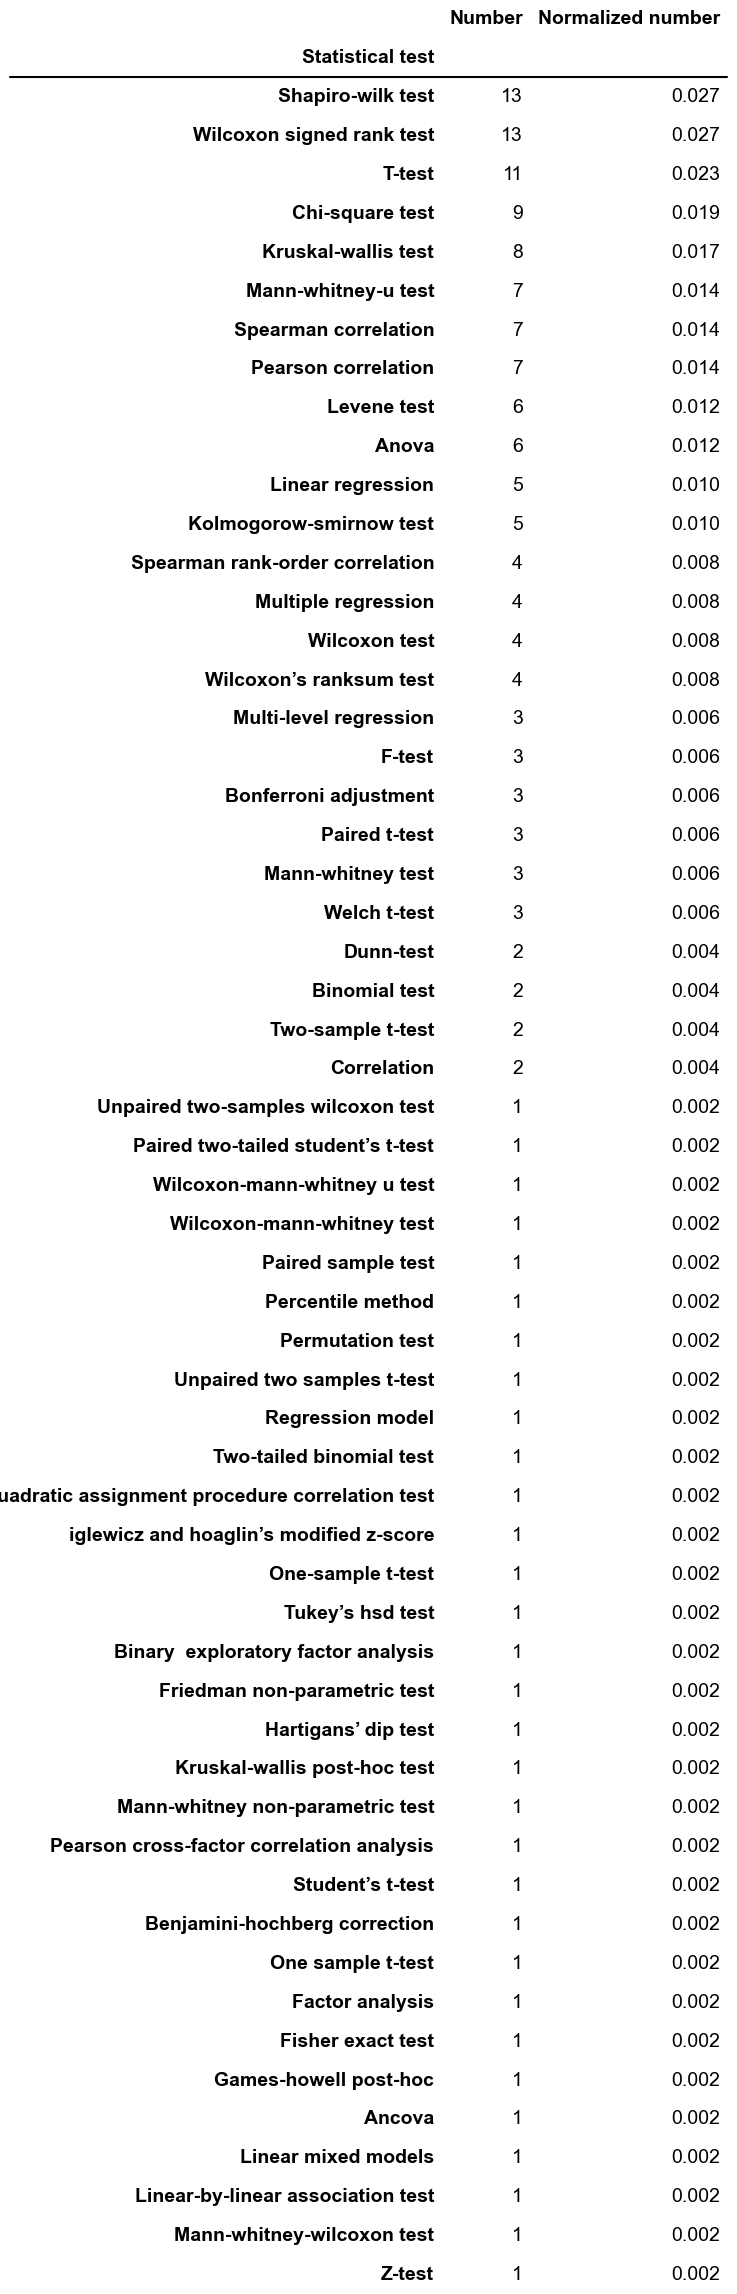 Number Normalized number
Statistical test
Shapiro-wilk test 13 0.027
Wilcoxon signed rank test 13 0.027
T-test 11 0.023
Chi-square test 9 0.019
Kruskal-wallis test 8 0.017
Mann-whitney-u test 7 0.014
Spearman correlation 7 0.014
Pearson correlation 7 0.014
Levene test 6 0.012
Anova 6 0.012
Linear regression 5 0.010
Kolmogorow-smirnow test 5 0.010
Spearman rank-order correlation 4 0.008
Multiple regression 4 0.008
Wilcoxon test 4 0.008
Wilcoxon’s ranksum test 4 0.008
Multi-level regression 3 0.006
F-test 3 0.006
Bonferroni adjustment 3 0.006
Paired t-test 3 0.006
Mann-whitney test 3 0.006
Welch t-test 3 0.006
Dunn-test 2 0.004
Binomial test 2 0.004
Two-sample t-test 2 0.004
Correlation 2 0.004
Unpaired two-samples wilcoxon test 1 0.002
Paired two-tailed student’s t-test 1 0.002
Wilcoxon-mann-whitney u test 1 0.002
Wilcoxon-mann-whitney test 1 0.002
Paired sample test 1 0.002
Percentile method 1 0.002
Permutation test 1 0.002
Unpaired two samples t-test 1 0.002
Regression model 1 0.002
Two-tailed binomial test 1 0.002
uadratic assignment procedure correlation test 1 0.002
iglewicz and hoaglin’s modified z-score 1 0.002
One-sample t-test 1 0.002
Tukey’s hsd test 1 0.002
Binary  exploratory factor analysis 1 0.002
Friedman non-parametric test 1 0.002
Hartigans’ dip test 1 0.002
Kruskal-wallis post-hoc test 1 0.002
Mann-whitney non-parametric test 1 0.002
Pearson cross-factor correlation analysis 1 0.002
Student’s t-test 1 0.002
Benjamini-hochberg correction 1 0.002
One sample t-test 1 0.002
Factor analysis 1 0.002
Fisher exact test 1 0.002
Games-howell post-hoc 1 0.002
Ancova 1 0.002
Linear mixed models 1 0.002
Linear-by-linear association test 1 0.002
Mann-whitney-wilcoxon test 1 0.002
Z-test 1 0.002